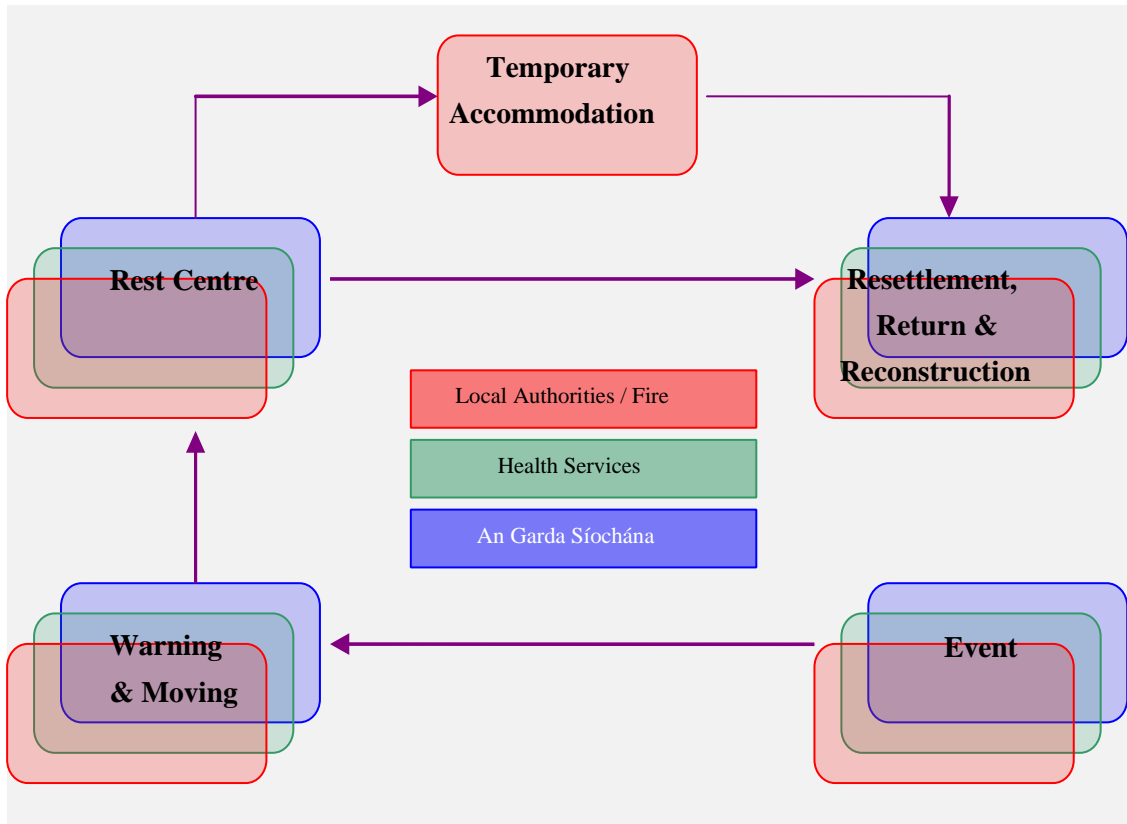 Temporary
Accommodation
Rest Centre
Resettlement,
Return &
Reconstruction
Local Authorities / Fire
Health Services
An Garda Síochána
Warning
& Moving
Event